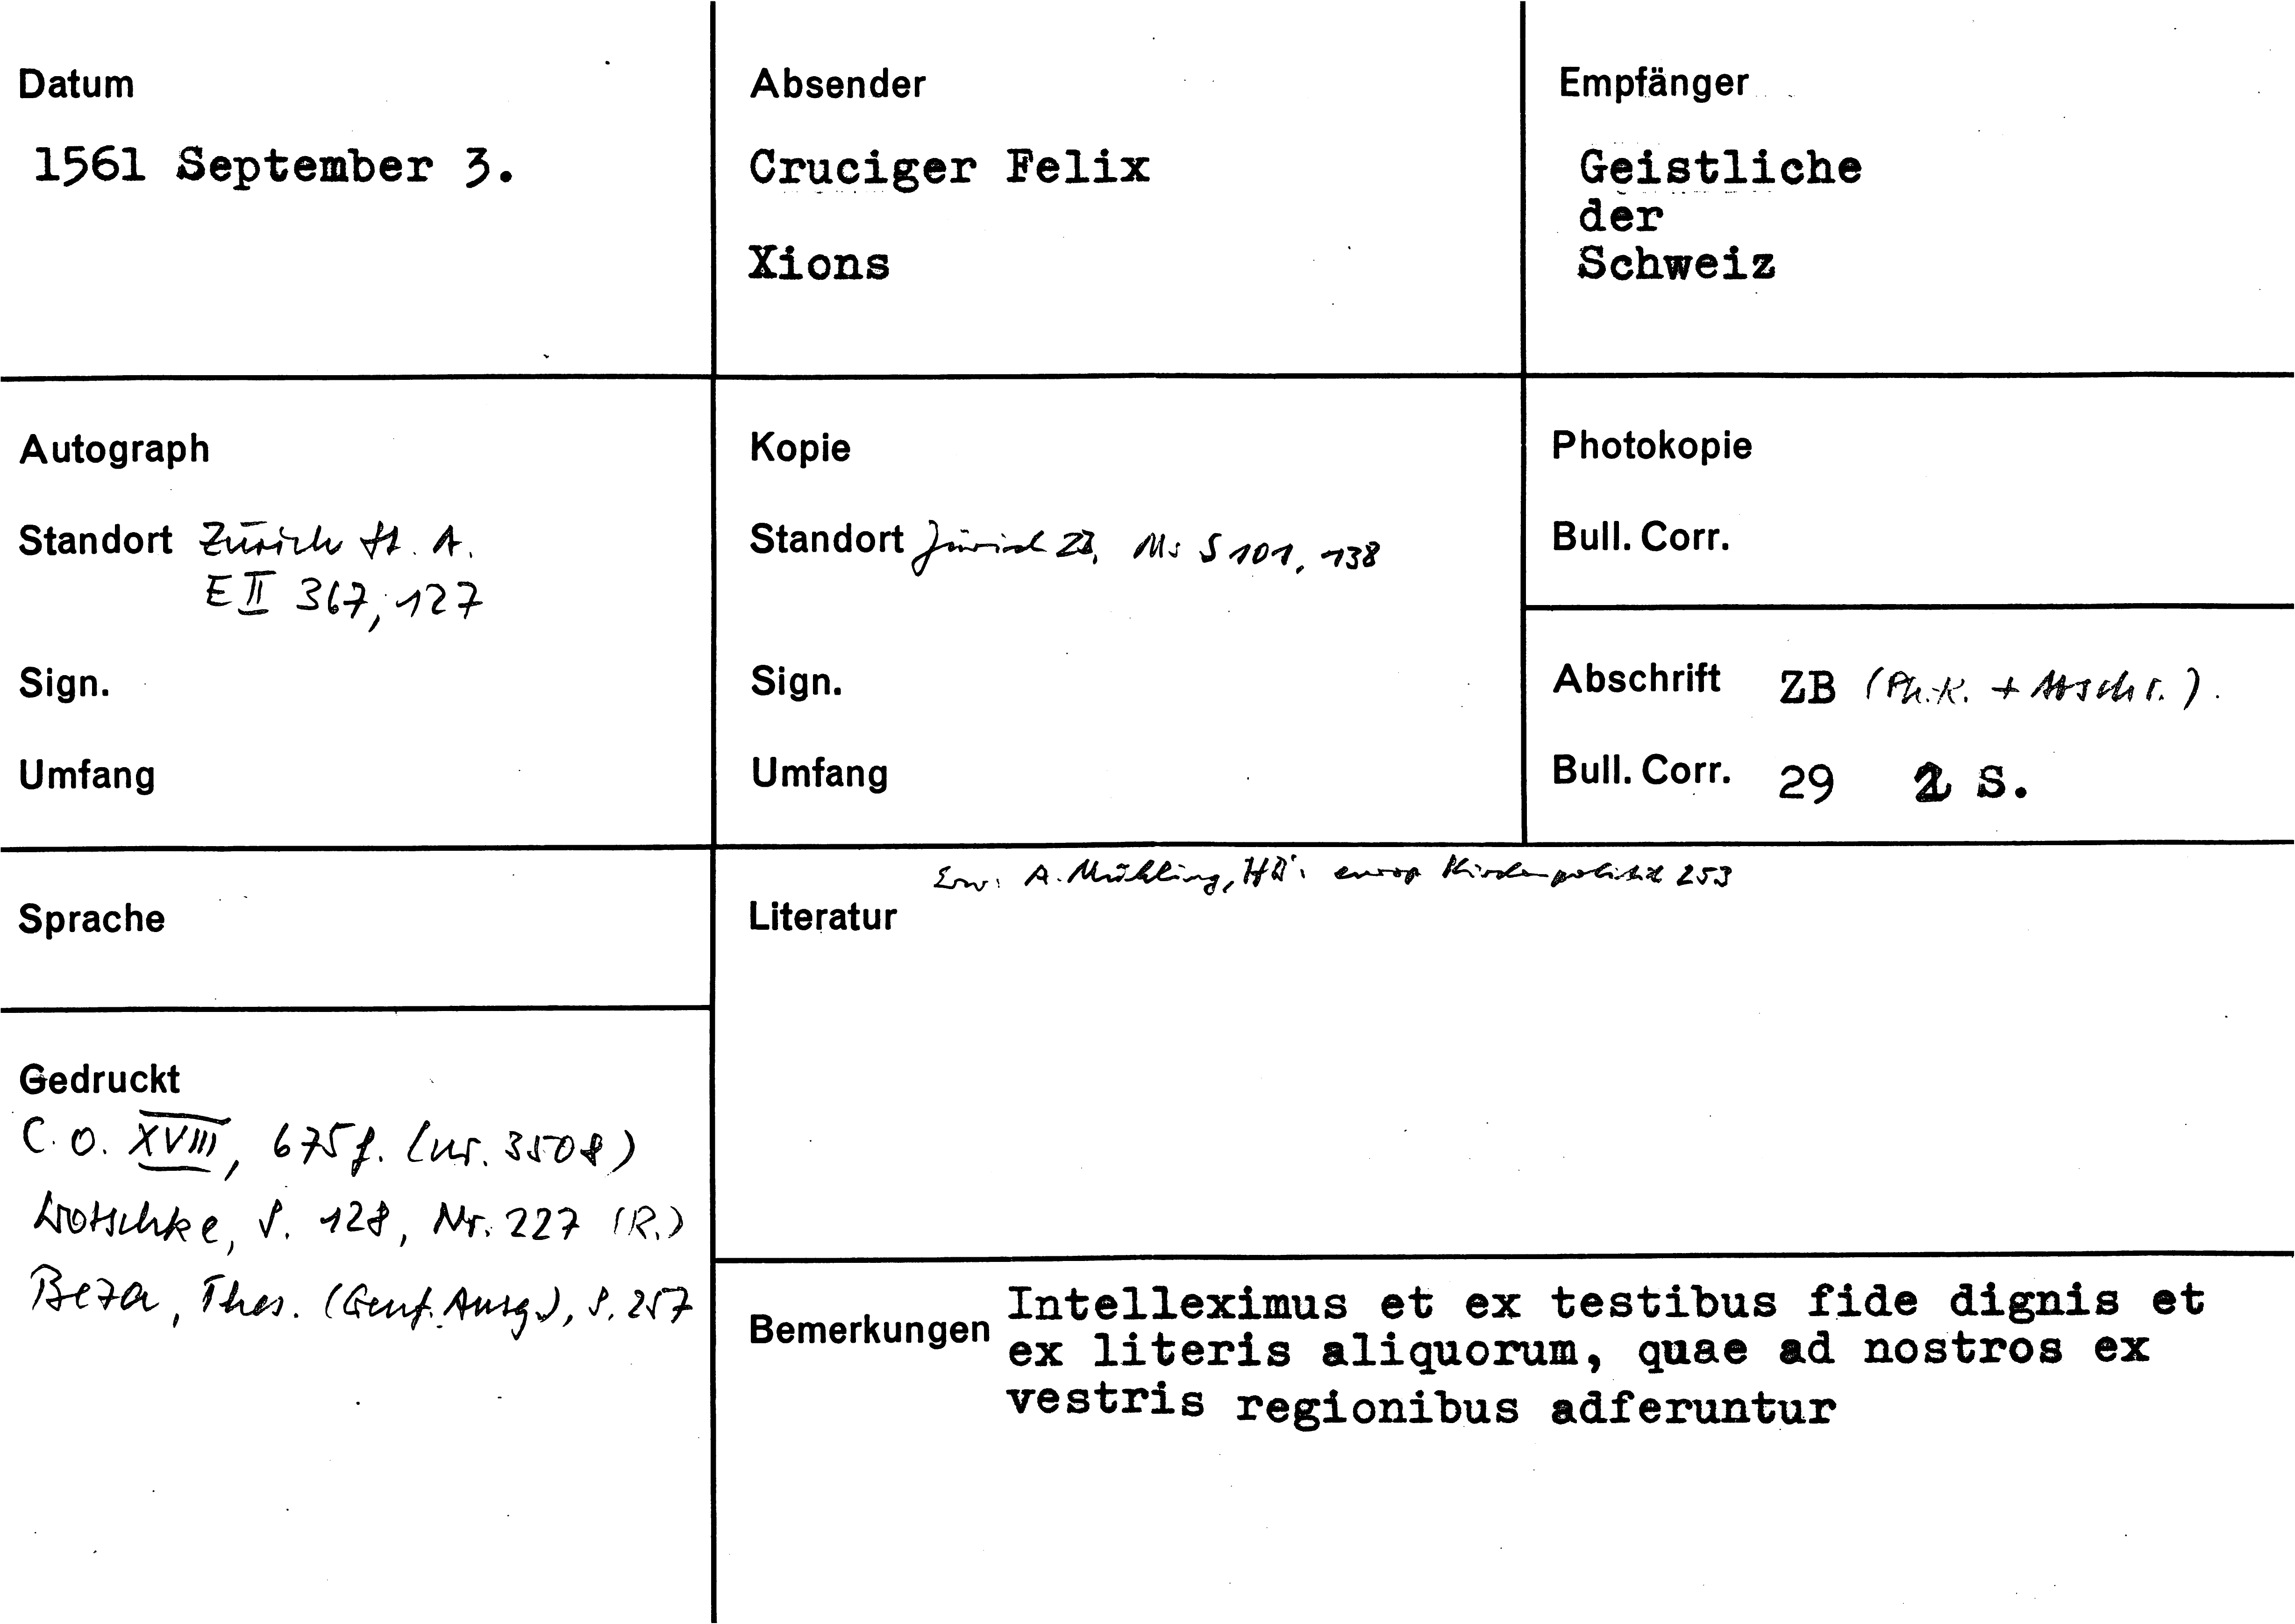 Datum
1561 September 3.
Absender
Cruciger Felix
Xions
Empfänger
Geistliche
der
Schweiz
Autograph
Standort Zürich St. A.
E II 367, 127
Sign.
Umfang
Kopie
Standort Zürich ZB, Ms S 101, 138
Sign.
Umfang
Photokopie
Bull. Corr.
Abschrift ZB (Ph.K. + Abschr.).
Bull. Corr. 29 2 S.
Sprache
Erw: A. Mühling, HB's europ Kirchenpolitik 253
Literatur
Gedruckt
C. O. XVIII, 675 f. (nr. 3508)
Wotschke, S. 128, Nr. 227 (R.)
Beza, Thes. (Genf. Ausg.), S. 257
Bemerkungen Intelleximus et ex testibus fide dignis et
ex literis aliquorum, quae ad nostros ex
vestris regionibus adferuntur